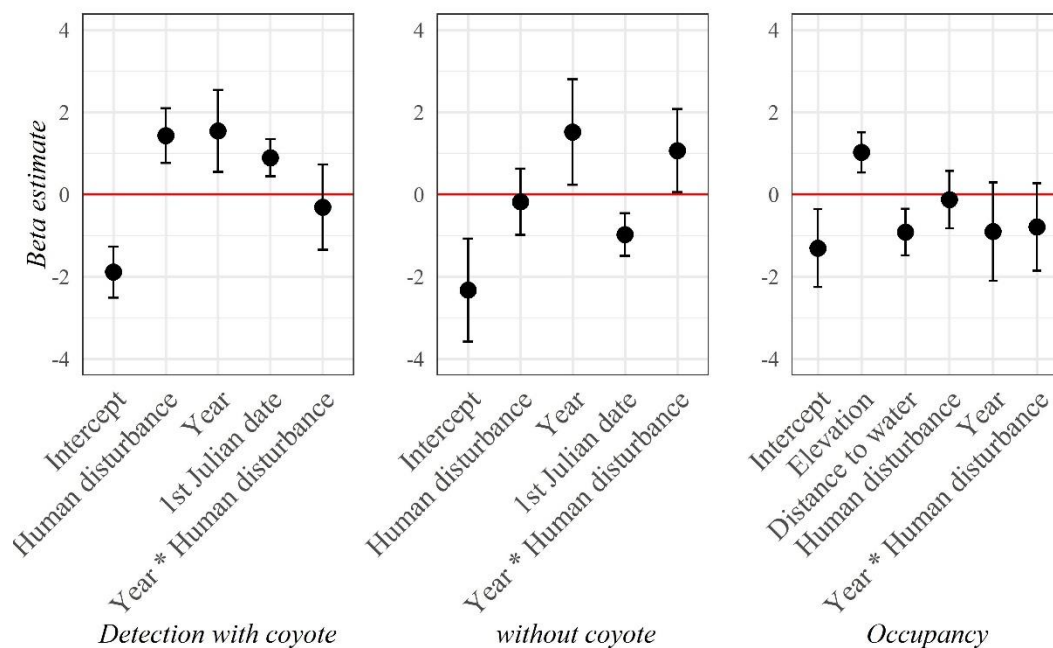 Beta estimate
4
2
0
-2
-4
Intercept
Human disturbance
Year
1st Julian date
Year * Human disturbance
Detection with coyote
4
2
0
-2
-4
Intercept
Human disturbance
Year
1st Julian date
Year * Human disturbance
without coyote
4
2
0
-2
-4
Intercept
Elevation
Distance to water
Human disturbance
Year
Year * Human disturbance
Occupancy